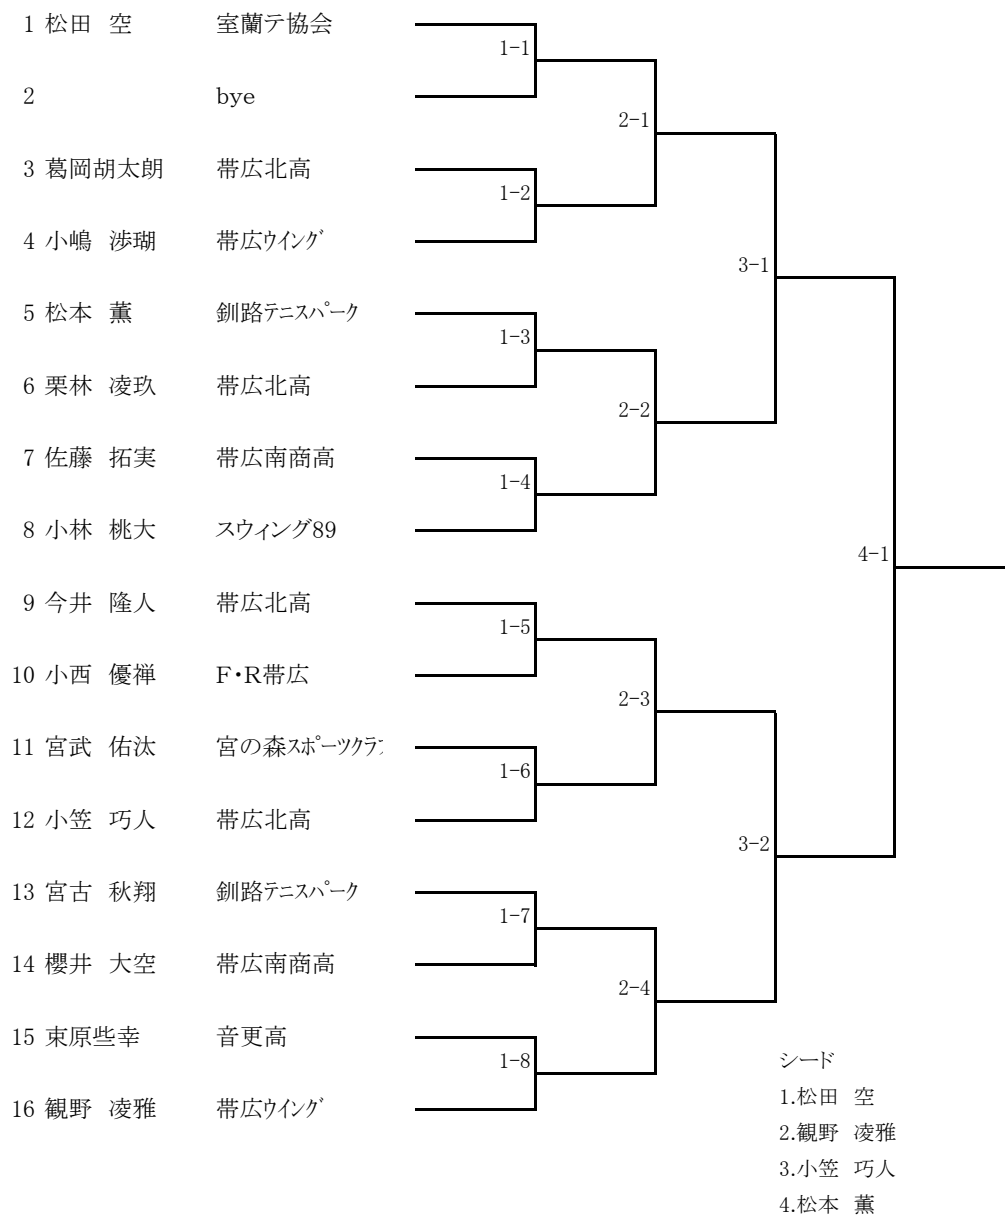 1 松田 空 室蘭テ協会
1-1
2 bye
2-1
3 葛岡胡太朗 帯広北高
1-2
4 小嶋 渉瑚 帯広ウイング
3-1
5 松本 薫 釧路テニスパーク
1-3
6 栗林 凌玖 帯広北高
2-2
7 佐藤 拓実 帯広南商高
1-4
8 小林 桃大 スウィング89
4-1
9 今井 隆人 帯広北高
1-5
10 小西 優禅 F・R帯広
2-3
11 宮武 佑汰 宮の森スポーツクラ
1-6
12 小笠 巧人 帯広北高
3-2
13 宮古 秋翔 釧路テニスパーク
1-7
14 櫻井 大空 帯広南商高
2-4
15 束原些幸 音更高
1-8
16 観野 凌雅 帯広ウイング
シード
1.松田 空
2.観野 凌雅
3.小笠 巧人
4.松本 薫